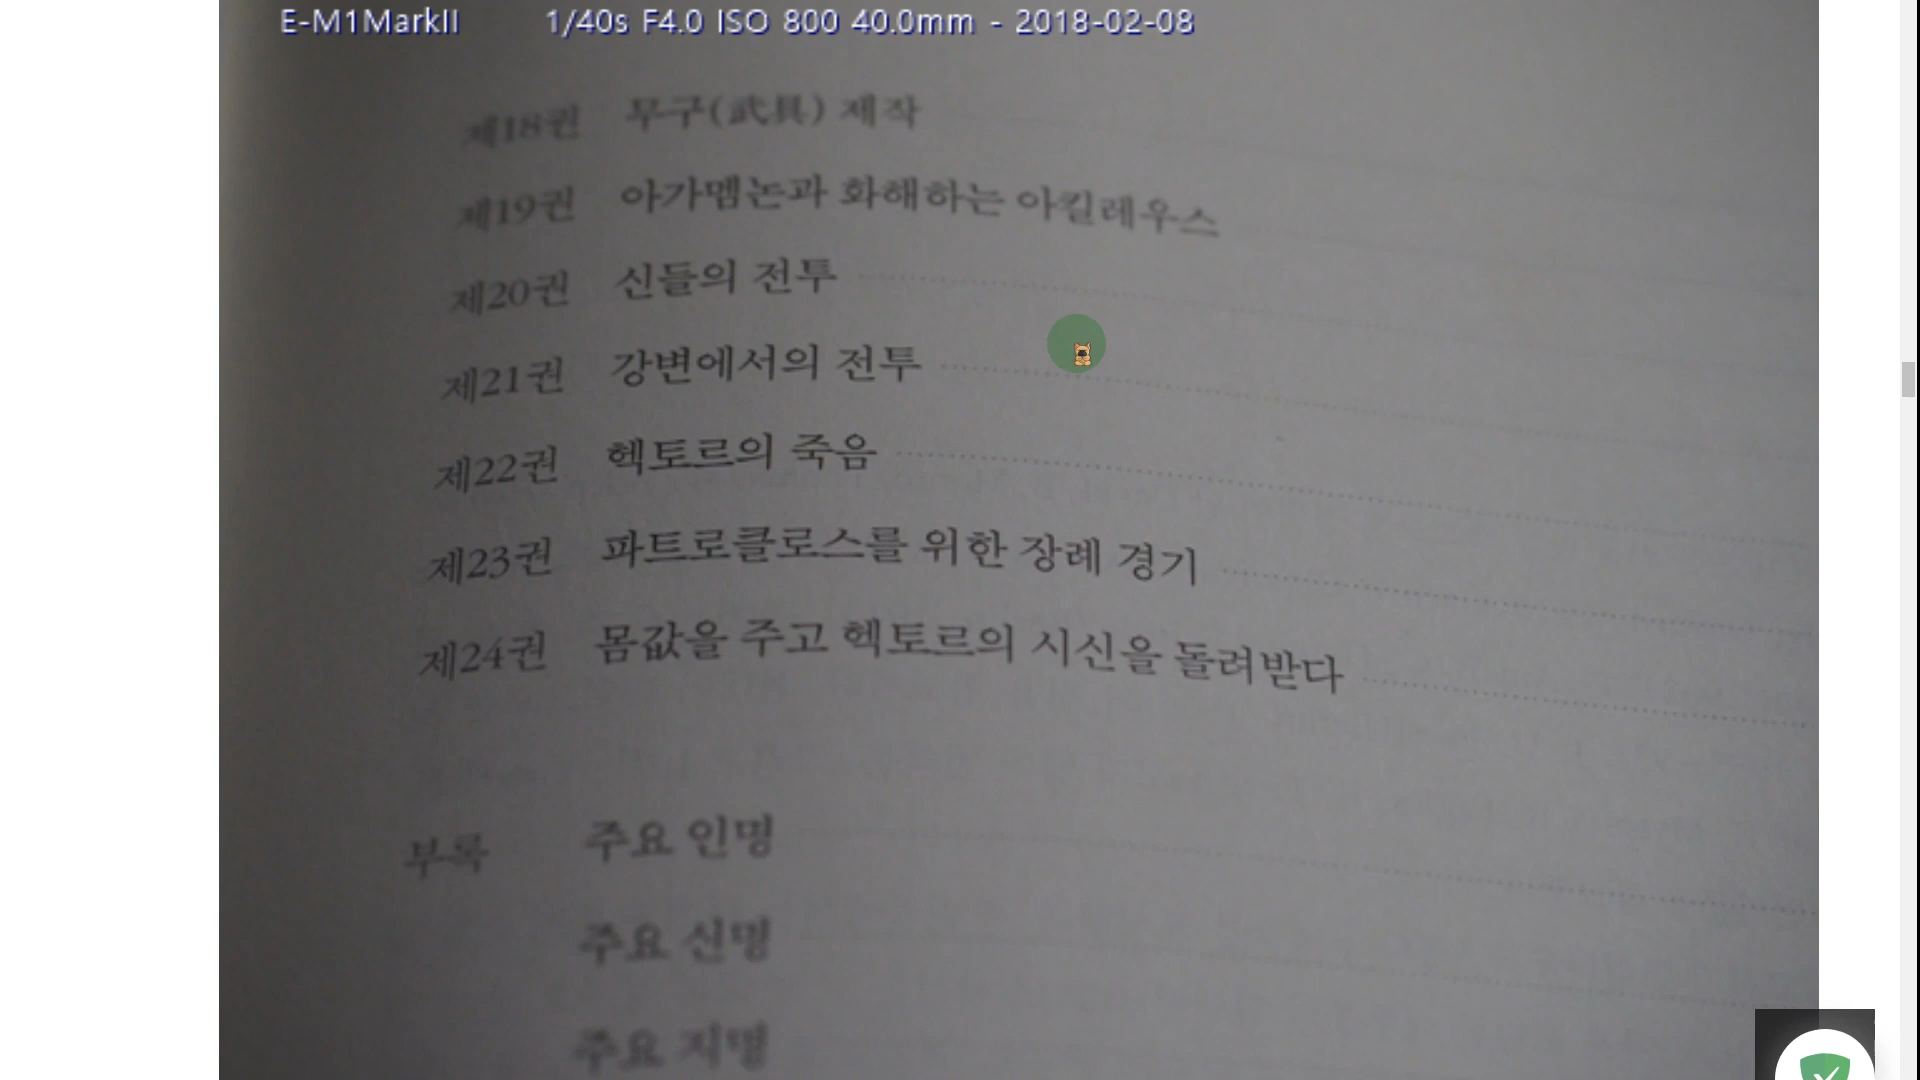 E-M1MarkII 1/40s F4.0 ISO 800 40.0mm - 2018-02-08
제18권 무구(武具) 제작
제19권 아가멤논과 화해하는 아킬레우스
제20권 신들의 전투
제21권 강변에서의 전투
제22권 헥토르의 죽음
제23권 파트로클로스를 위한 장례 경기
제24권 몸값을 주고 헥토르의 시신을 돌려받다
부록 주요 인명
주요 신명
주요 지명